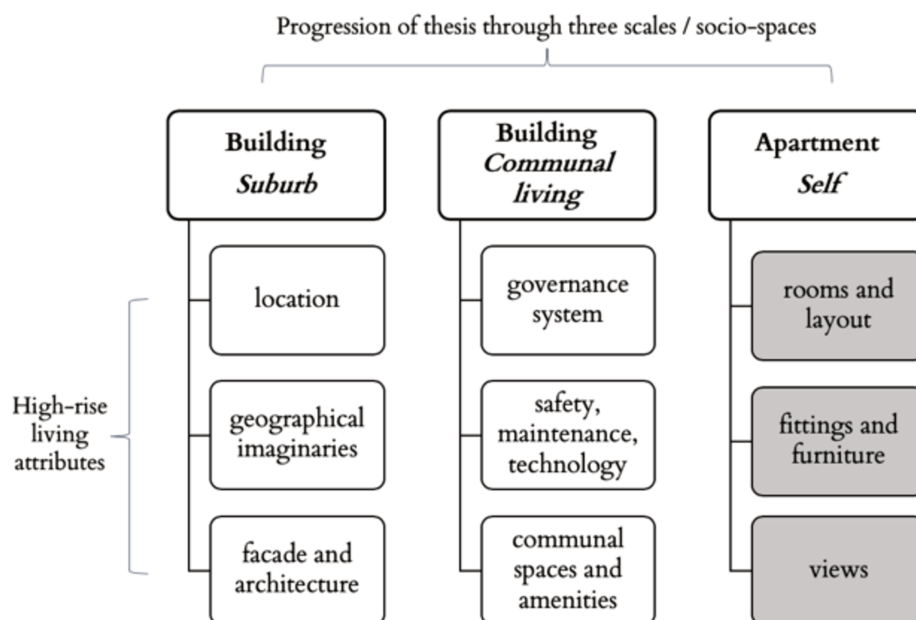 Progression of thesis through three scales / socio-spaces
Building
Suburb
location
geographical
imaginaries
facade and
architecture
Building
Communal
living
governance
system
safety,
maintenance,
technology
communal
spaces and
amenities
Apartment
Self
rooms and
layout
fittings and
furniture
views
High-rise
living
attributes